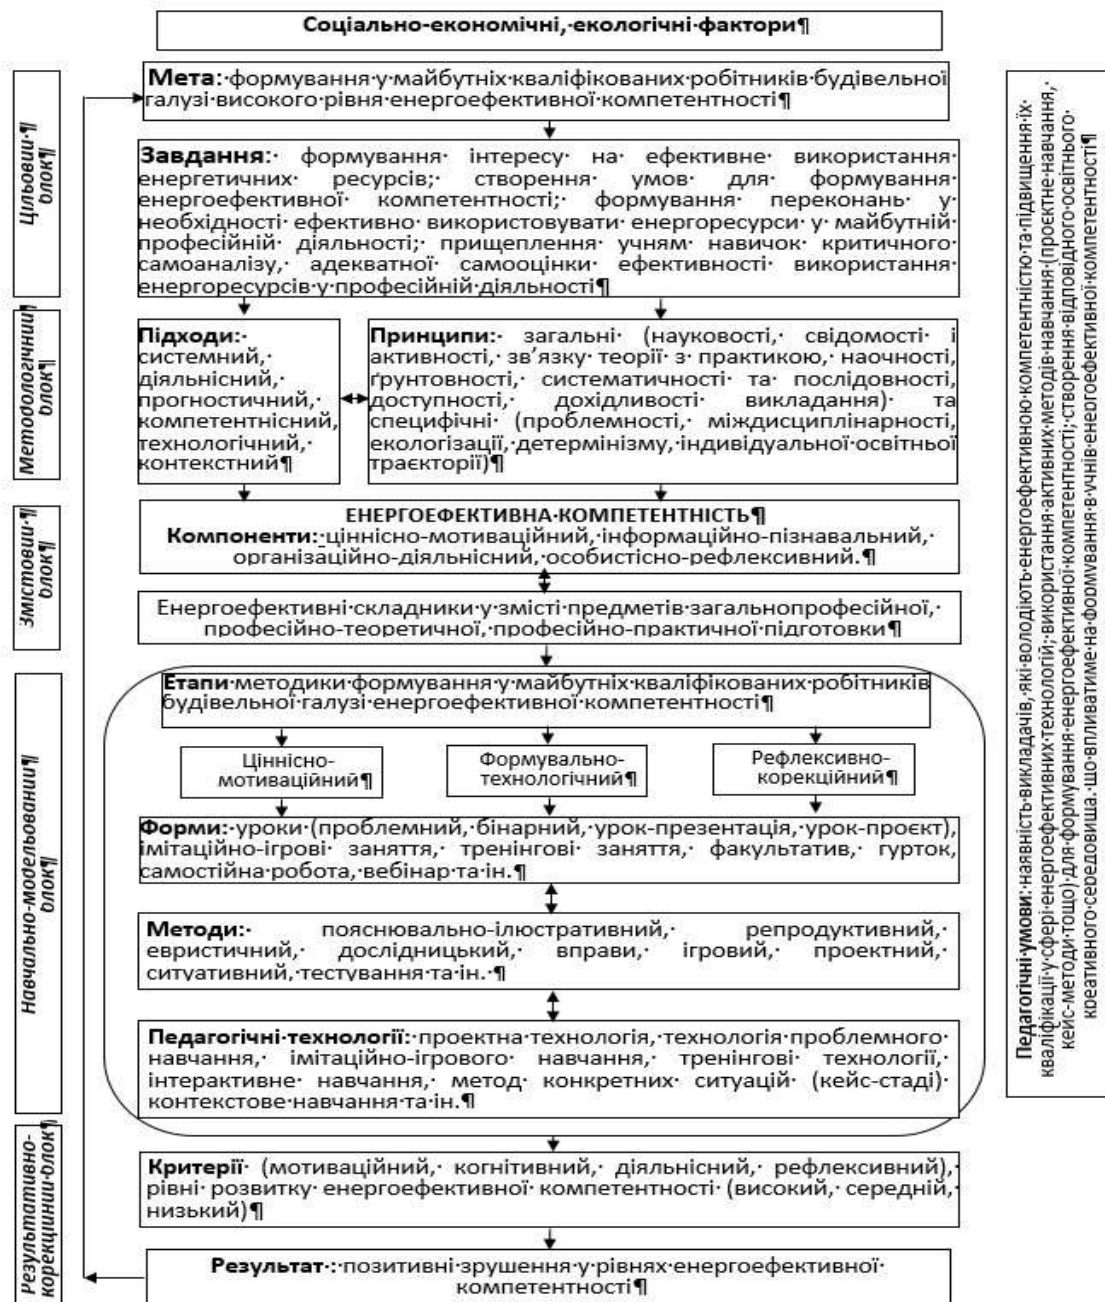 Соціально-економічні, екологічні фактори¶
Цільовий блок¶
Мета: формування у майбутніх кваліфікованих робітників будівельної
галузі високого рівня енергоефективної компетентності¶
Завдання: формування інтересу на ефективне використання
енергетичних ресурсів; створення умов для формування
енергоефективної компетентності; формування переконань у
необхідності ефективно використовувати енергоресурси у майбутній
професійній діяльності; прищеплення учням навичок критичного
самоаналізу, адекватної самооцінки ефективності використання
енергоресурсів у професійній діяльності¶
Методологічний
блок¶
Підходи:
системний,
діяльнісний,
прогностичний,
компетентнісний,
технологічний,
контекстний¶
Принципи: загальні (науковості, свідомості і
активності, зв’язку теорії з практикою, наочності,
ґрунтовності, систематичності та послідовності,
доступності, дохідливості викладання) та
специфічні (проблемності, міждисциплінарності,
екологізації, детермінізму, індивідуальної освітньої
траєкторії)¶
Змістовий
блок¶
ЕНЕРГОЕФЕКТИВНА КОМПЕТЕНТНІСТЬ¶
Компоненти: ціннісно-мотиваційний, інформаційно-пізнавальний,
організаційно-діяльнісний, особистісно-рефлексивний.¶
Енергоефективні складники у змісті предметів загальнопрофесійної,
професійно-теоретичної, професійно-практичної підготовки¶
Навчально-модельований
блок¶
Етапи методики формування у майбутніх кваліфікованих робітників
будівельної галузі енергоефективної компетентності¶
Ціннісно-
мотиваційний¶
Формувально-
технологічний¶
Рефлексивно-
корекційний¶
Форми: уроки (проблемний, бінарний, урок-презентація, урок-проєкт),
імітаційно-ігрові заняття, тренінгові заняття, факультатив, гурток,
самостійна робота, вебінар та ін.¶
Методи: пояснювально-ілюстративний, репродуктивний,
евристичний, дослідницький, вправи, ігровий, проектний,
ситуативний, тестування та ін. ¶
Педагогічні технології: проектна технологія, технологія проблемного
навчання, імітаційно-ігрового навчання, тренінгові технології,
інтерактивне навчання, метод конкретних ситуацій (кейс-стаді)
контекстове навчання та ін.¶
Результативно-
корекційний блок¶
Критерії (мотиваційний, когнітивний, діяльнісний, рефлексивний),
рівні розвитку енергоефективної компетентності (високий, середній,
низький)¶
Результат : позитивні зрушення у рівнях енергоефективної
компетентності¶
Педагогічні умови: наявність викладачів, які володіють енергоефективною компетентністю та підвищення їх
кваліфікації у сфері енергоефективних технологій; використання активних методів навчання (проєктне навчання,
кейс-методи тощо) для формування енергоефективної компетентності; створення відповідного освітнього
креативного середовища, що впливатиме на формування в учнів енергоефективної компетентності¶